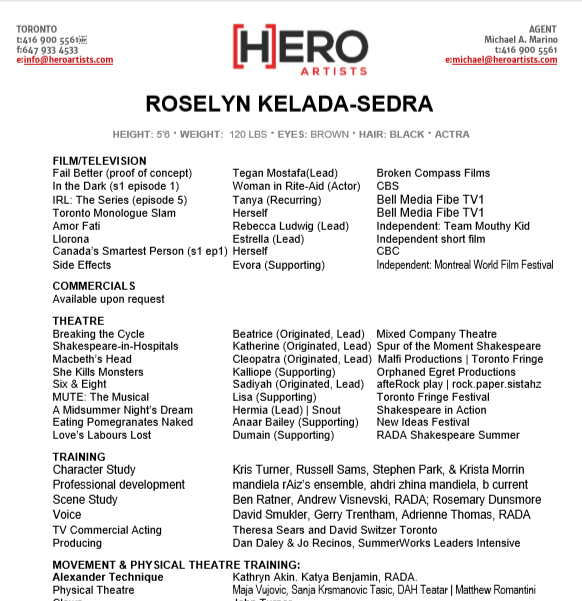 TORONTO
t:416 900 5561
f:647 933 4533
e:info@heroartists.com
[H]ERO
ARTISTS
AGENT
Michael A. Marino
t:416 900 5561
e:michael@heroartists.com
ROSELYN KELADA-SEDRA
HEIGHT: 5'6 * WEIGHT: 120 LBS * EYES: BROWN * HAIR: BLACK * ACTRA
FILM/TELEVISION
Fail Better (proof of concept) Tegan Mostafa(Lead) Broken Compass Films
In the Dark (s1 episode 1) Woman in Rite-Aid (Actor) CBS
IRL: The Series (episode 5) Tanya (Recurring) Bell Media Fibe TV1
Toronto Monologue Slam Herself Bell Media Fibe TV1
Amor Fati Rebecca Ludwig (Lead) Independent: Team Mouthy Kid
Llorona Estrella (Lead) Independent short film
Canada's Smartest Person (s1 ep1) Herself CBC
Side Effects Evora (Supporting) Independent: Montreal World Film Festival
COMMERCIALS
Available upon request
THEATRE
Breaking the Cycle Beatrice (Originated, Lead) Mixed Company Theatre
Shakespeare-in-Hospitals Katherine (Originated, Lead) Spur of the Moment Shakespeare
Macbeth's Head Cleopatra (Originated, Lead) Malfi Productions | Toronto Fringe
She Kills Monsters Kalliope (Supporting) Orphaned Egret Productions
Six & Eight Sadiyah (Originated, Lead) afteRock play | rock.paper.sistahz
MUTE: The Musical Lisa (Supporting) Toronto Fringe Festival
A Midsummer Night's Dream Hermia (Lead) | Snout Shakespeare in Action
Eating Pomegranates Naked Anaar Bailey (Supporting) New Ideas Festival
Love's Labours Lost Dumain (Supporting) RADA Shakespeare Summer
TRAINING
Character Study Kris Turner, Russell Sams, Stephen Park, & Krista Morrin
Professional development mandiela rAiz's ensemble, ahdri zhina mandiela, b current
Scene Study Ben Ratner, Andrew Visnevski, RADA; Rosemary Dunsmore
Voice David Smukler, Gerry Trentham, Adrienne Thomas, RADA
TV Commercial Acting Theresa Sears and David Switzer Toronto
Producing Dan Daley & Jo Recinos, SummerWorks Leaders Intensive
MOVEMENT & PHYSICAL THEATRE TRAINING:
Alexander Technique Kathryn Akin. Katya Benjamin, RADA.
Physical Theatre Maja Vujovic, Sanja Krsmanovic Tasic, DAH Teatar | Matthew Romantini